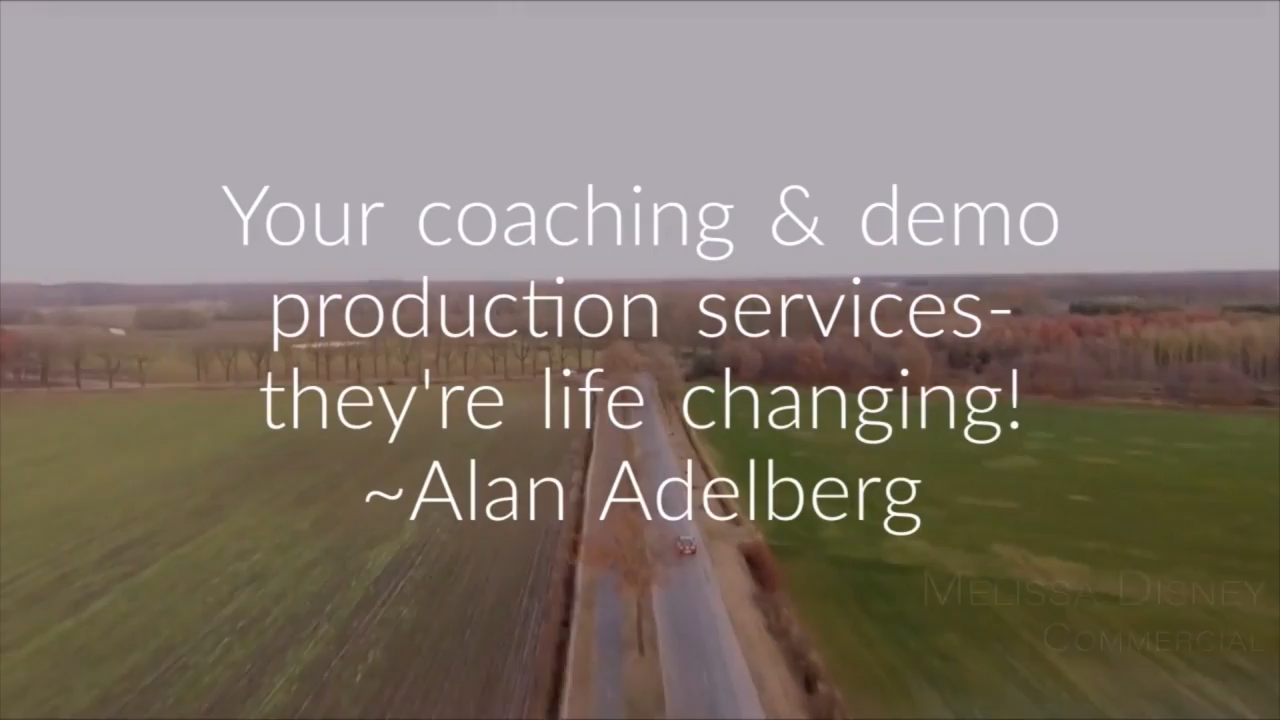 Your coaching & demo
production services-
they're life changing!
~Alan Adelberg
MELISSA DISNEY
COMMERCIAL